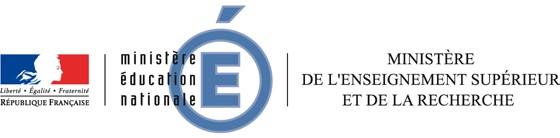 Liberté • Égalité • Fraternité
RÉPUBLIQUE FRANÇAISE
ministère
éducation
nationale
É
MINISTÈRE
DE L'ENSEIGNEMENT SUPÉRIEUR
ET DE LA RECHERCHE